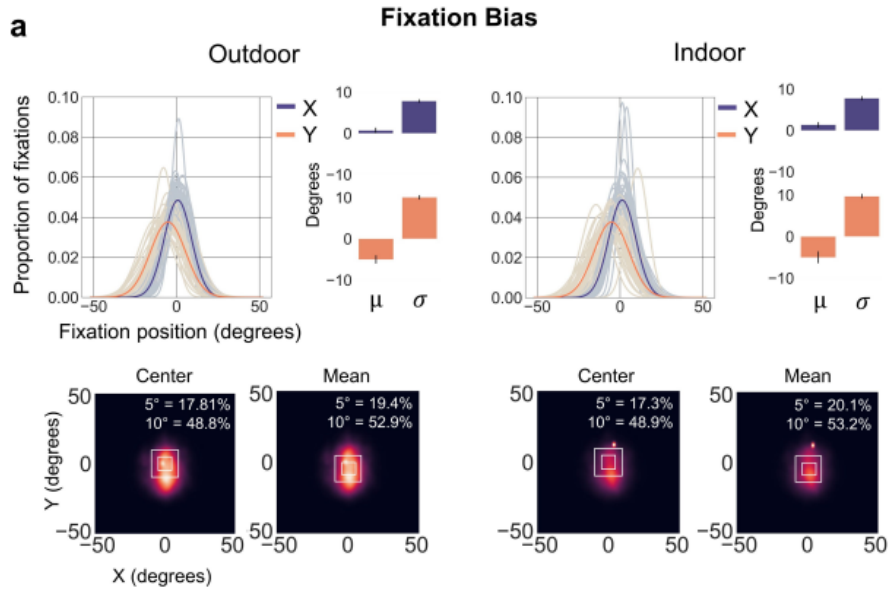 a
Fixation Bias
Outdoor
Proportion of fixations
0.10
0.08
0.06
0.04
0.02
0.00
−50
0
50
Fixation position (degrees)
X
Y
10
0
−10
Degrees
10
0
−10
μ
σ
Indoor
0.10
0.08
0.06
0.04
0.02
0.00
−50
0
50
X
Y
10
0
−10
Degrees
10
0
−10
μ
σ
Center
5° = 17.81%
10° = 48.8%
Y (degrees)
50
0
−50
0
50
X (degrees)
Mean
5° = 19.4%
10° = 52.9%
50
0
−50
0
50
Center
5° = 17.3%
10° = 48.9%
50
0
−50
0
50
Mean
5° = 20.1%
10° = 53.2%
50
0
−50
0
50